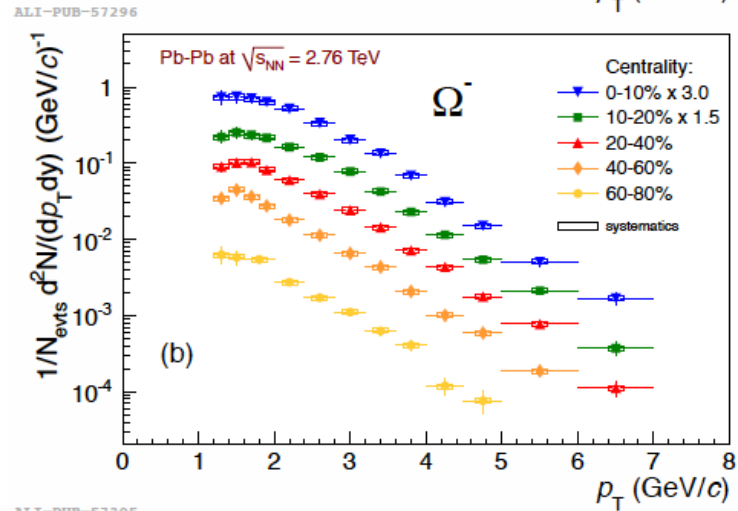 p_T (GeV/c)
ALI-PUB-57296
Pb-Pb at √s_NN = 2.76 TeV
Ω⁻
Centrality:
0-10% x 3.0
10-20% x 1.5
20-40%
40-60%
60-80%
systematics
(b)
1/N_evts d²N/(dp_T dy) (GeV/c)⁻¹
1
10⁻¹
10⁻²
10⁻³
10⁻⁴
0 1 2 3 4 5 6 7 8
p_T (GeV/c)